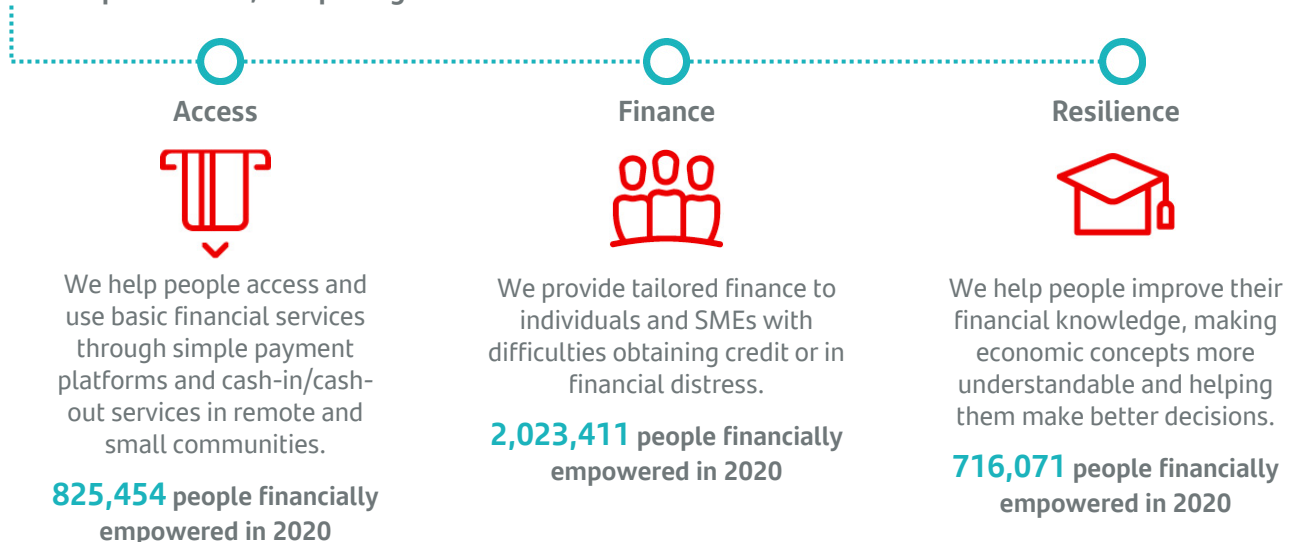 Access
We help people access and
use basic financial services
through simple payment
platforms and cash-in/cash-
out services in remote and
small communities.
825,454 people financially
empowered in 2020
Finance
We provide tailored finance to
individuals and SMEs with
difficulties obtaining credit or in
financial distress.
2,023,411 people financially
empowered in 2020
Resilience
We help people improve their
financial knowledge, making
economic concepts more
understandable and helping
them make better decisions.
716,071 people financially
empowered in 2020